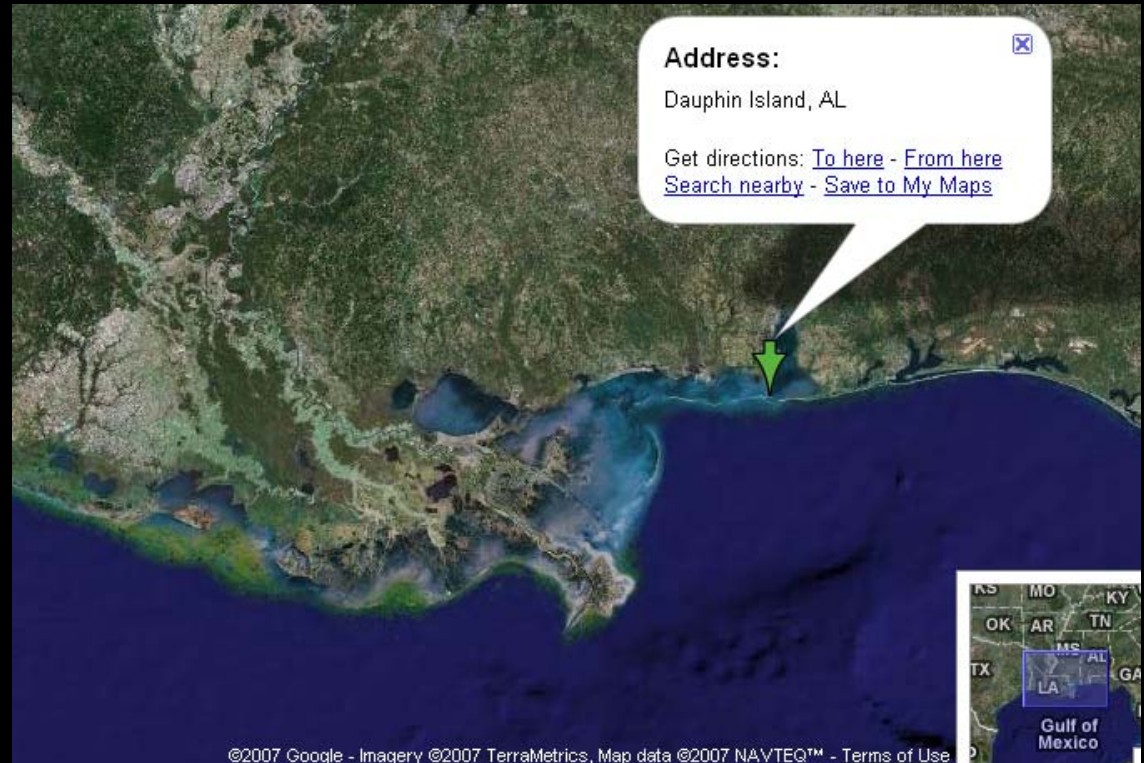 Address:
Dauphin Island, AL
Get directions: To here - From here
Search nearby - Save to My Maps
KS MO KY
OK AR TN
MS AL
TX LA GA
Gulf of
Mexico
©2007 Google - Imagery ©2007 TerraMetrics, Map data ©2007 NAVTEQ™ - Terms of Use